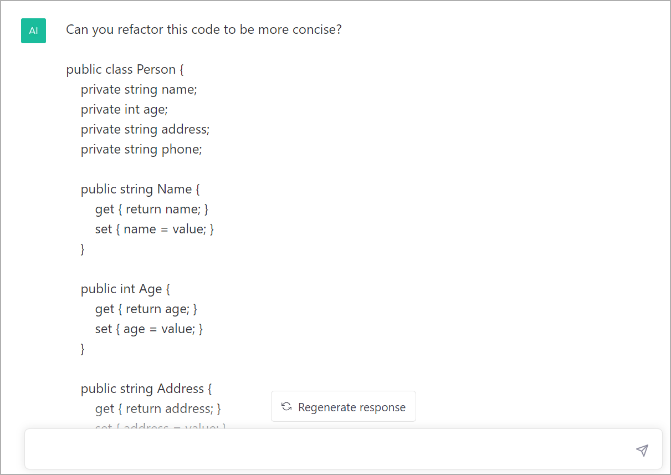 AI
Can you refactor this code to be more concise?
public class Person {
private string name;
private int age;
private string address;
private string phone;
public string Name {
get { return name; }
set { name = value; }
}
public int Age {
get { return age; }
set { age = value; }
}
public string Address {
get { return address; }
set { address = value; }
Regenerate response